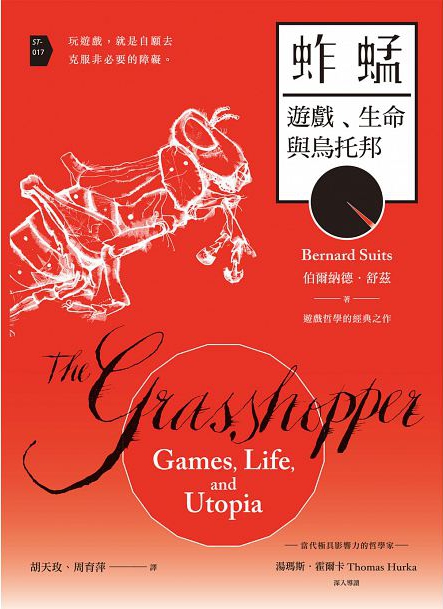 ST-
017
玩遊戲，就是自願去
克服非必要的障礙。
蚱蜢
遊戲、生命
與烏托邦
Bernard Suits
伯爾納德．舒茲
著
遊戲哲學的經典之作
The Grasshopper
Games, Life,
and
Utopia
當代極具影響力的哲學家
湯瑪斯．霍爾卡 Thomas Hurka
深入導讀
胡天玫、周育萍——譯